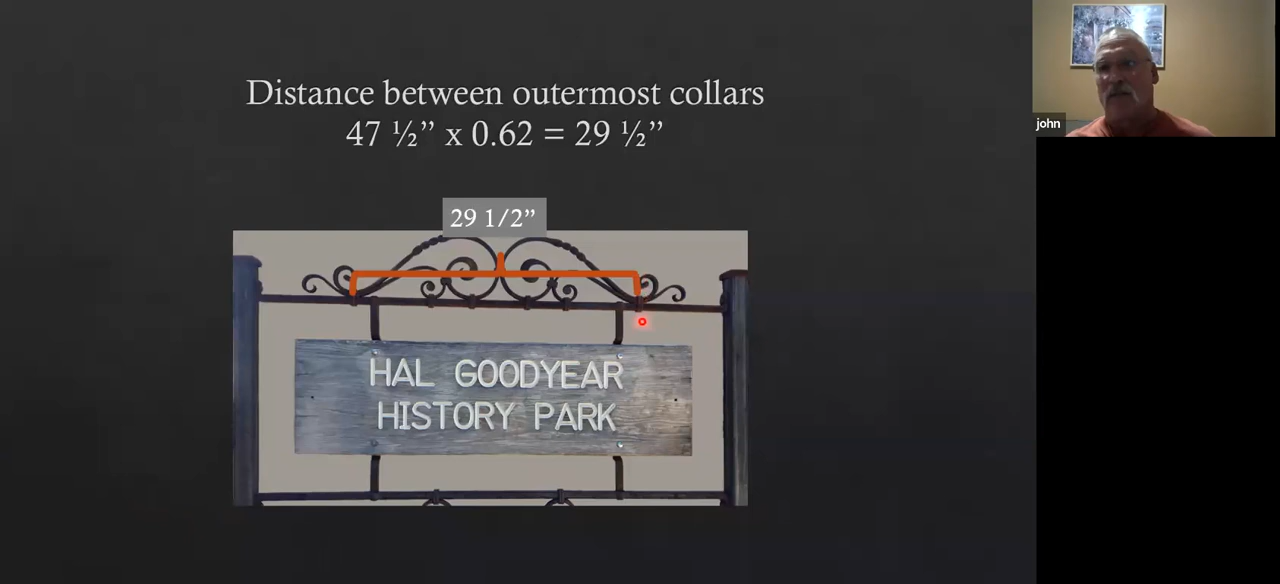 Distance between outermost collars
47 ½” x 0.62 = 29 ½”
29 1/2”
HAL GOODYEAR
HISTORY PARK
john